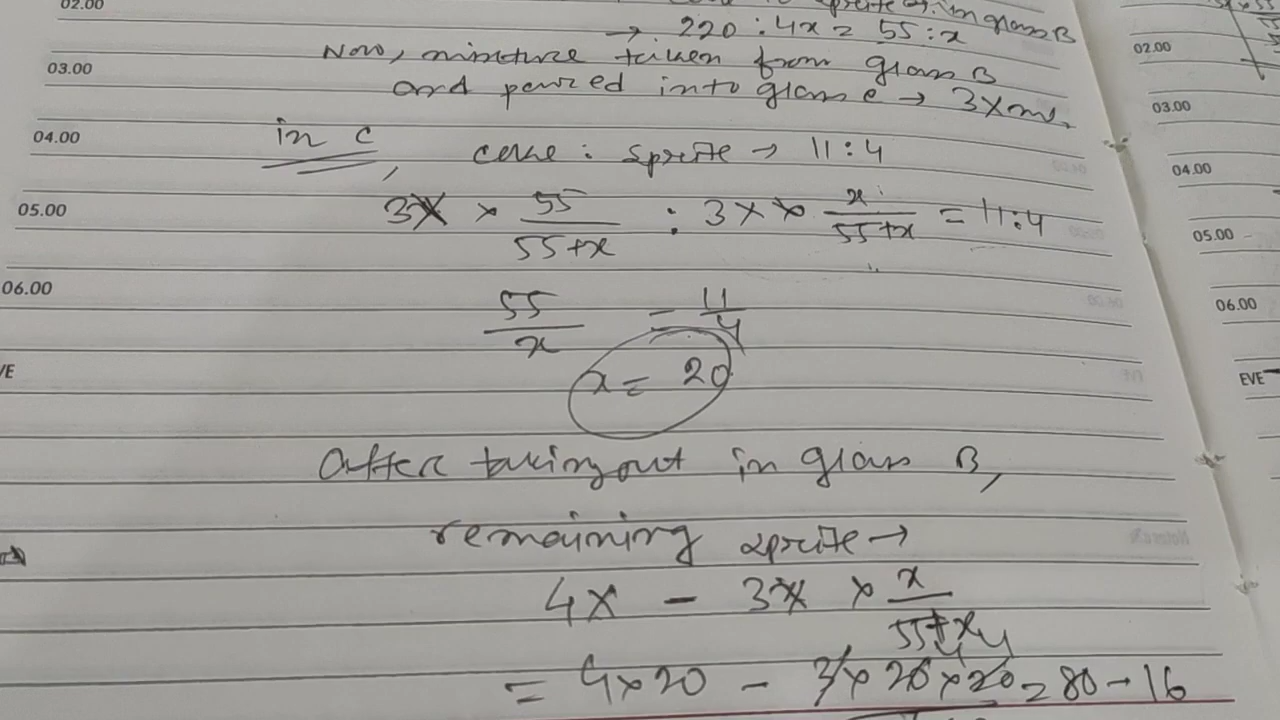 02.00
sprite in glass B
→ 220 : 4x = 55 : x
Now, mixture taken from glass B
03.00
and poured into glass c → 3x ml.
04.00
in c, coke : sprite → 11 : 4
05.00
3x × 55/55+x : 3x × x/55+x = 11:4
06.00
55/x = 11/4
x = 20
After taking out in glass B,
remaining sprite →
4x - 3x × x/55+x
= 4×20 - 3×20×20 = 80-16
02.00
03.00
04.00
05.00
06.00
EVE